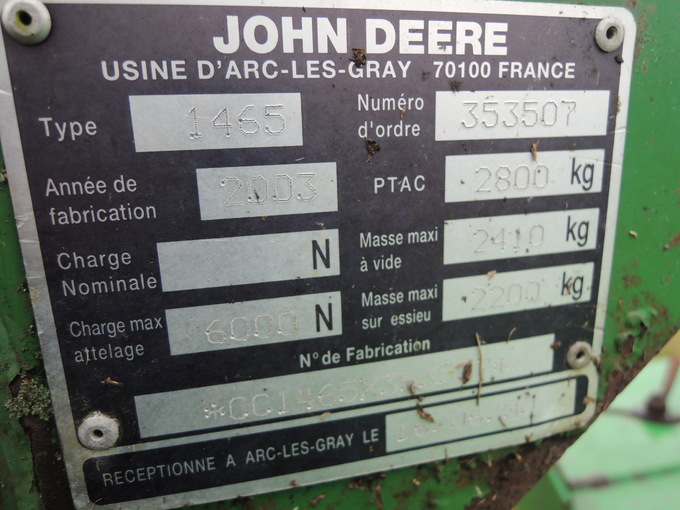 JOHN DEERE
USINE D'ARC-LES-GRAY 70100 FRANCE
Type 1465
Numéro d'ordre 353507
Année de fabrication 2003
PTAC 2800 kg
Charge Nominale N
Masse maxi à vide 2410 kg
Charge max attelage 6000 N
Masse maxi sur essieu 2200 kg
N° de Fabrication
RECEPTIONNE A ARC-LES-GRAY LE